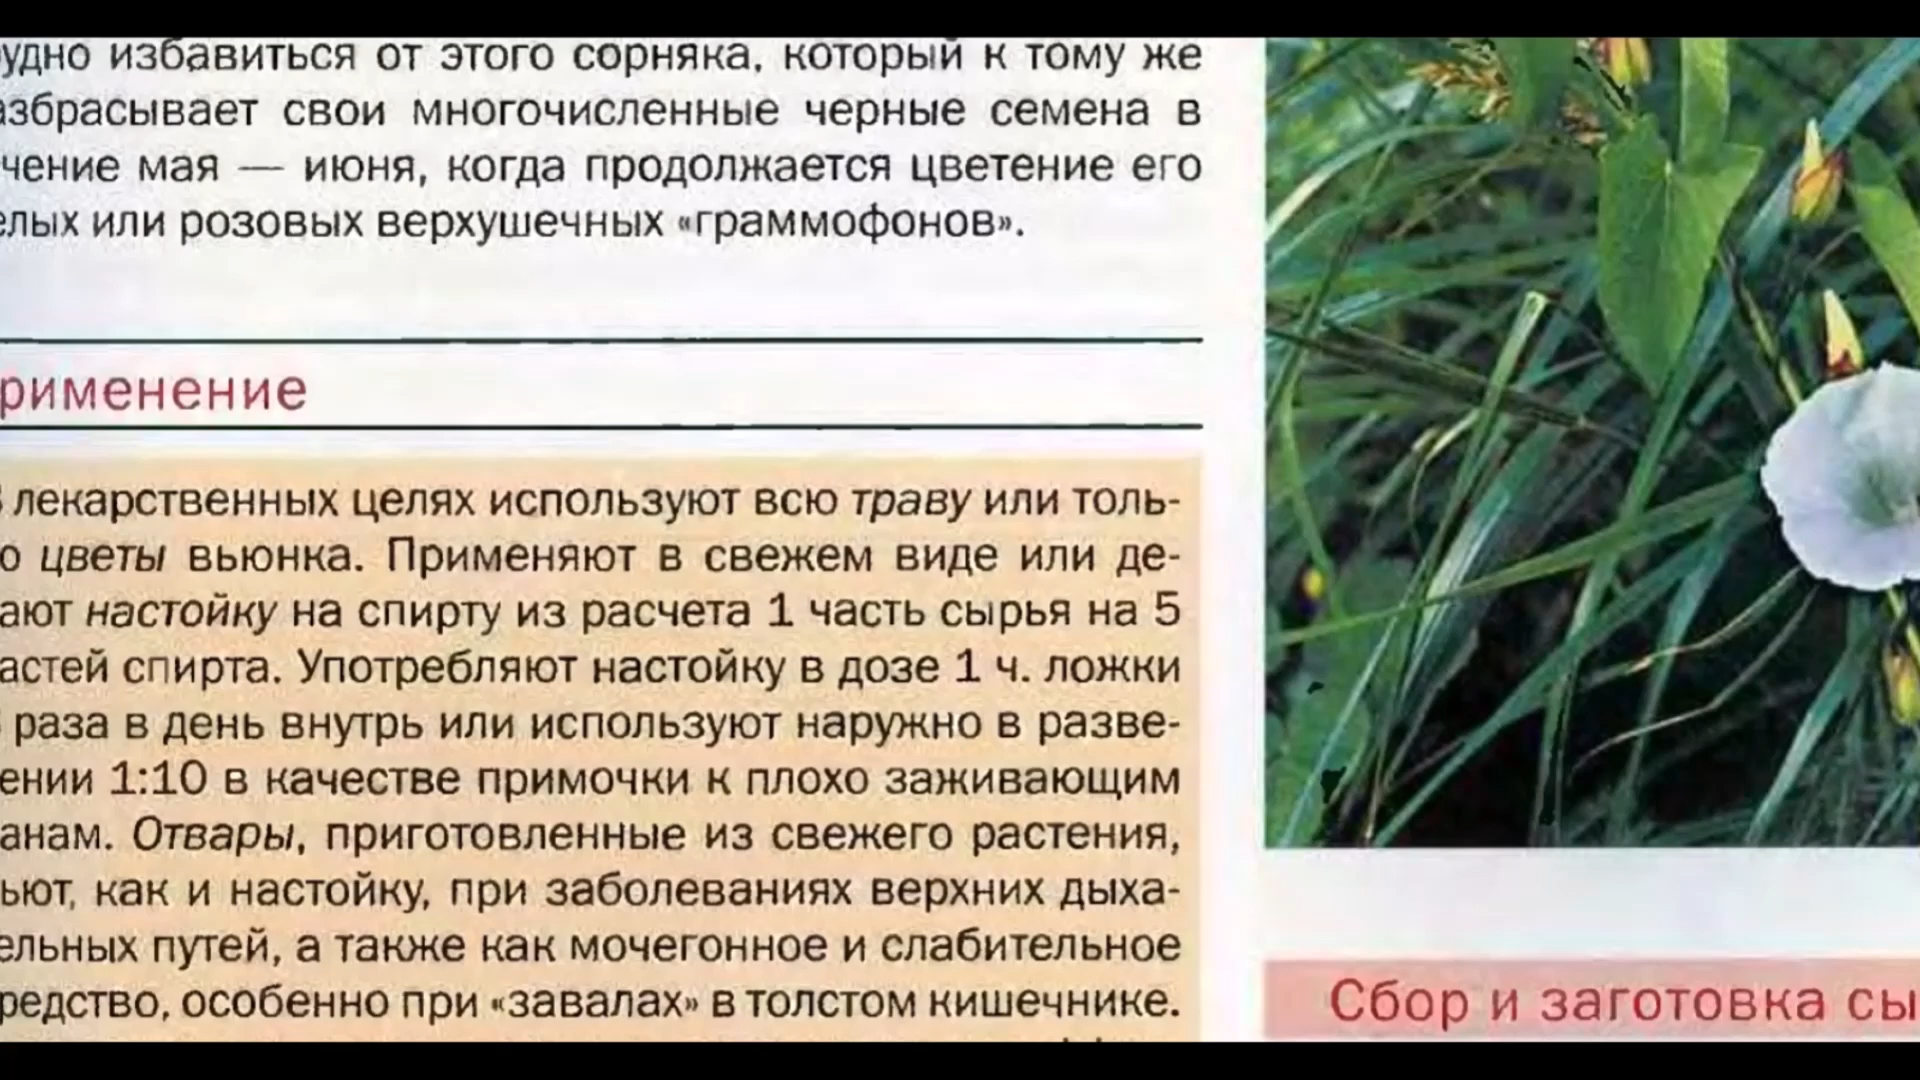 удно избавиться от этого сорняка, который к тому же
азбрасывает свои многочисленные черные семена в
чение мая — июня, когда продолжается цветение его
елых или розовых верхушечных «граммофонов».
рименение
В лекарственных целях используют всю траву или толь-
о цветы вьюнка. Применяют в свежем виде или де-
ают настойку на спирту из расчета 1 часть сырья на 5
астей спирта. Употребляют настойку в дозе 1 ч. ложки
3 раза в день внутрь или используют наружно в разве-
ении 1:10 в качестве примочки к плохо заживающим
анам. Отвары, приготовленные из свежего растения,
ьют, как и настойку, при заболеваниях верхних дыха-
ельных путей, а также как мочегонное и слабительное
редство, особенно при «завалах» в толстом кишечнике.
Сбор и заготовка сы